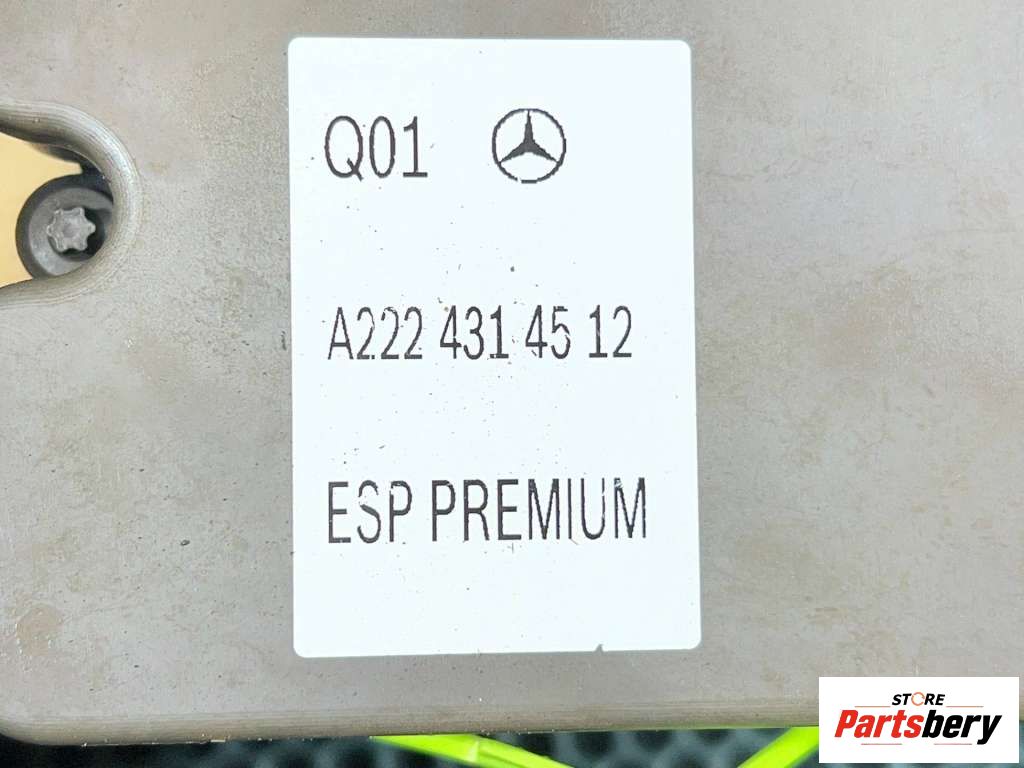 Q01
A222 431 45 12
ESP PREMIUM
STORE
Partsbery